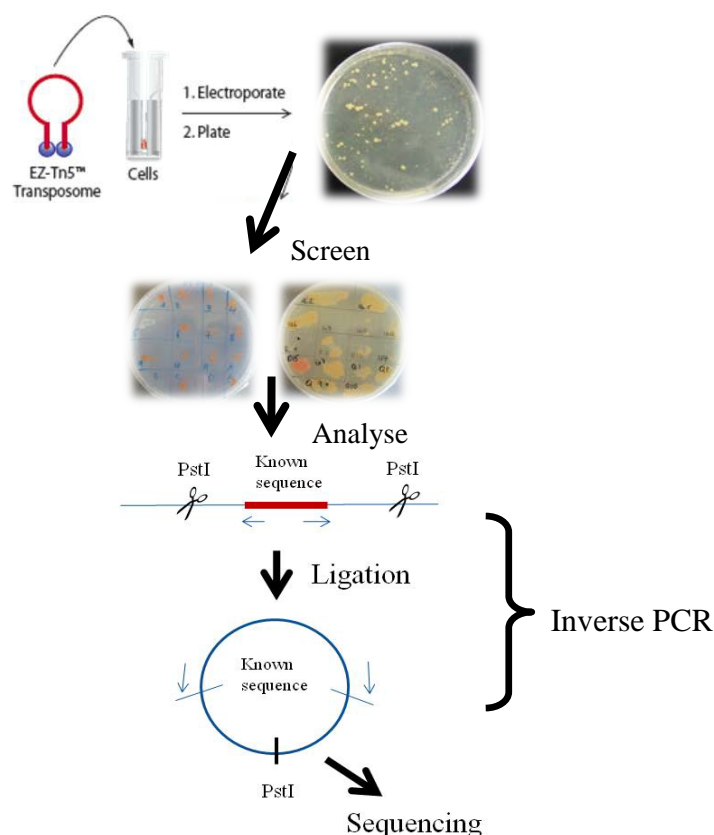 1. Electroporate
2. Plate
EZ-Tn5™
Transposome
Cells
Screen
Analyse
Known
sequence
PstI
PstI
Ligation
Inverse PCR
Known
sequence
PstI
Sequencing